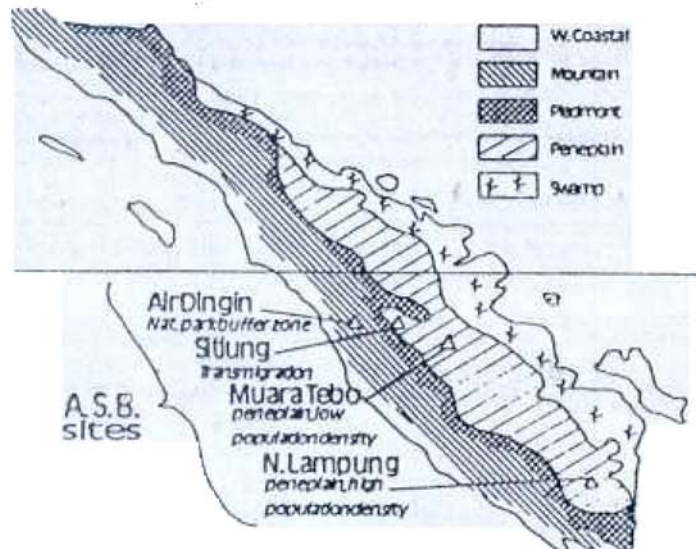 W. Coastal
Mountain
Piedmont
Peneplain
Swamp
Air Dingin
Nat. park buffer zone
Sitiung
Transmigration
Muara Tebo
peneplain, low
population density
A.S.B.
sites
N. Lampung
peneplain, high
population density